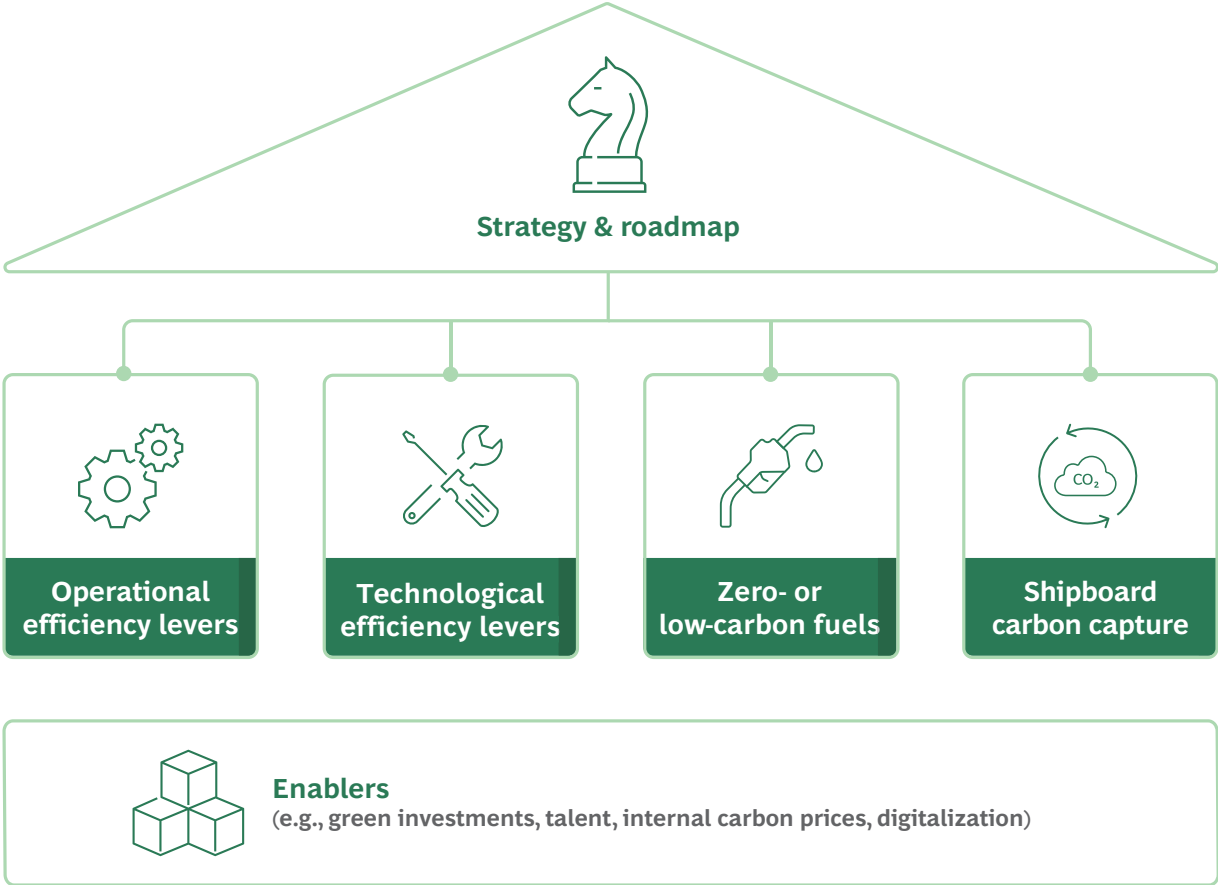 Strategy & roadmap
Operational
efficiency levers
Technological
efficiency levers
Zero- or
low-carbon fuels
CO₂
Shipboard
carbon capture
Enablers
(e.g., green investments, talent, internal carbon prices, digitalization)